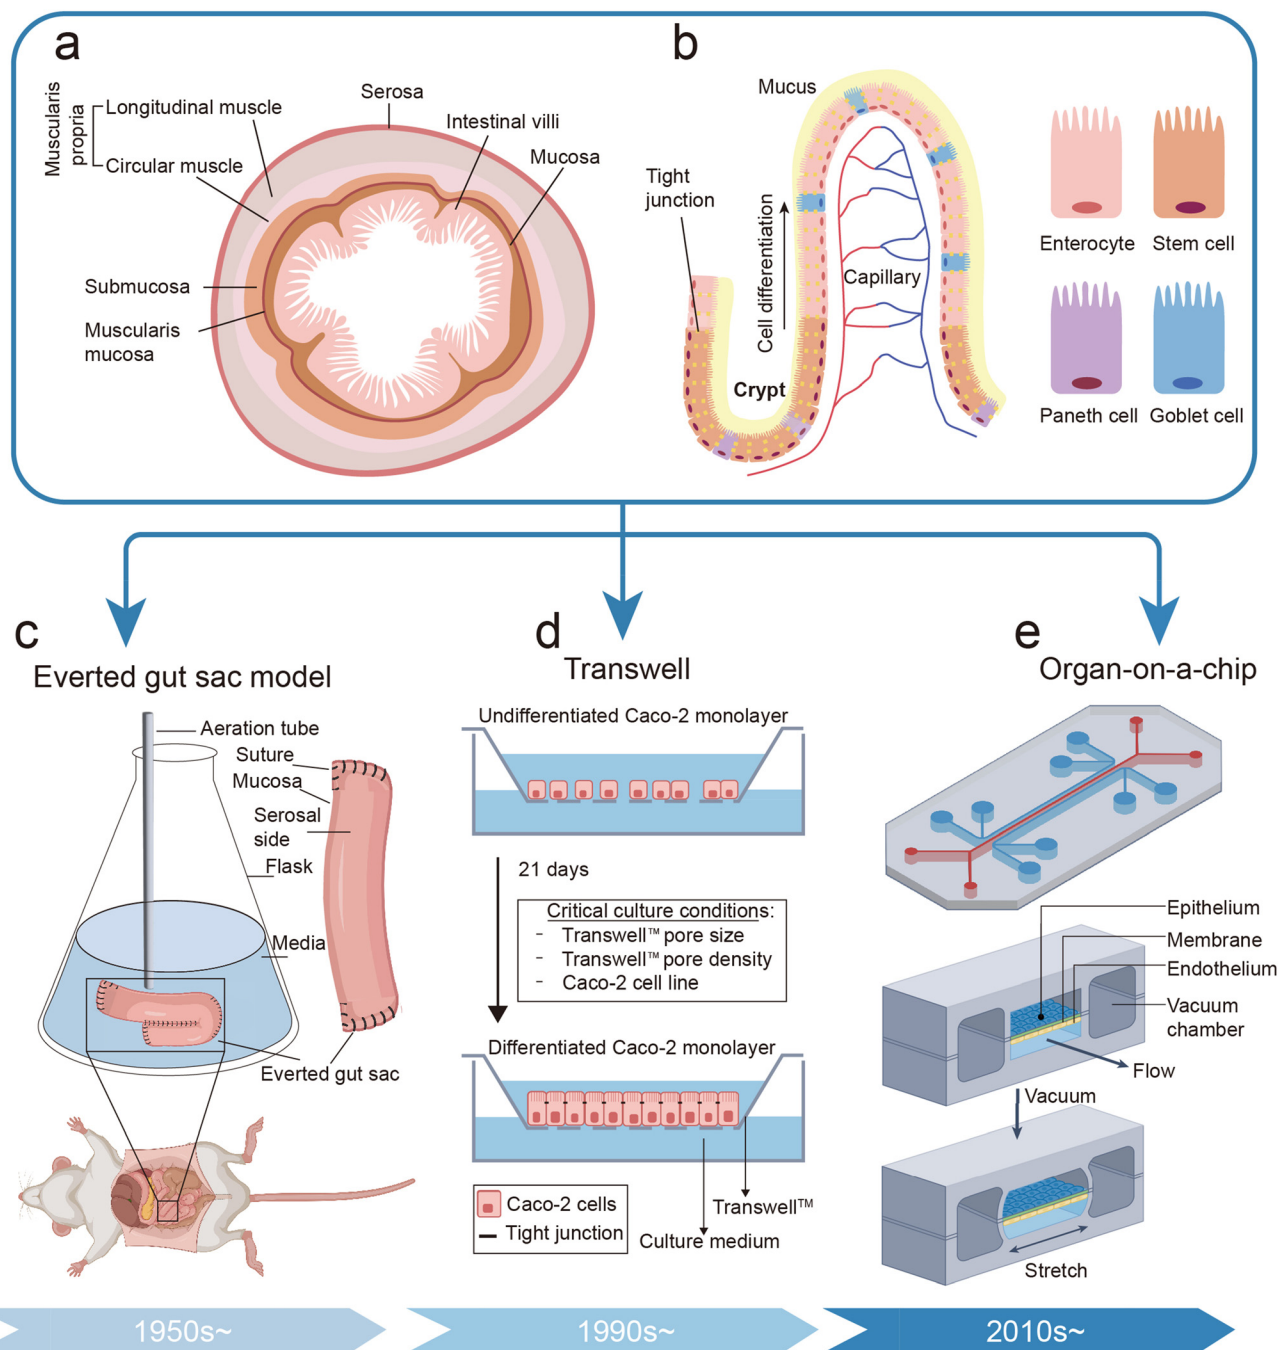 a
Muscularis
propria
Longitudinal muscle
Circular muscle
Serosa
Intestinal villi
Mucosa
Submucosa
Muscularis
mucosa
b
Mucus
Tight
junction
Cell differentiation
Capillary
Crypt
Enterocyte
Stem cell
Paneth cell
Goblet cell
c
Everted gut sac model
Aeration tube
Suture
Mucosa
Serosal
side
Flask
Media
Everted gut sac
d
Transwell
Undifferentiated Caco-2 monolayer
21 days
Critical culture conditions:
- Transwell™ pore size
- Transwell™ pore density
- Caco-2 cell line
Differentiated Caco-2 monolayer
Caco-2 cells
Tight junction
Transwell™
Culture medium
e
Organ-on-a-chip
Epithelium
Membrane
Endothelium
Vacuum
chamber
Flow
Vacuum
Stretch
1950s~
1990s~
2010s~